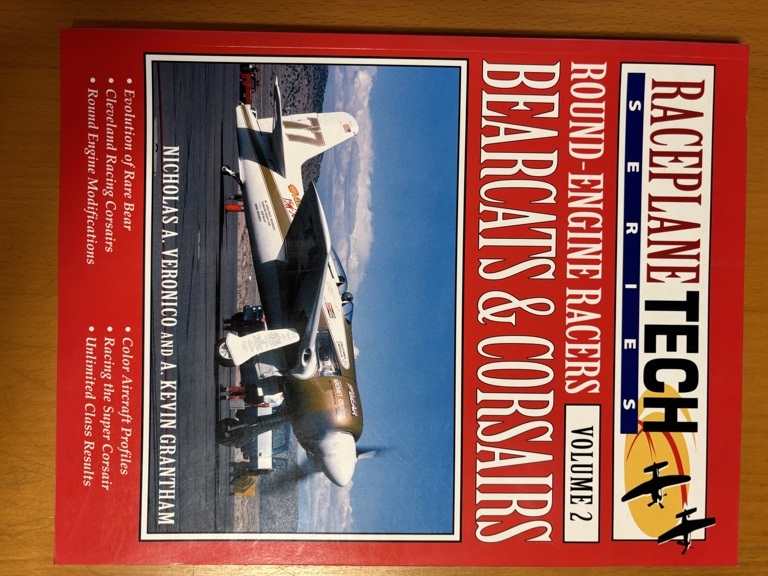 RACEPLANE TECH
SERIES
ROUND-ENGINE RACERS
VOLUME 2
BEARCATS & CORSAIRS
77
NICHOLAS A. VERONICO AND A. KEVIN GRANTHAM
• Evolution of Rare Bear
• Cleveland Racing Corsairs
• Round Engine Modifications
• Color Aircraft Profiles
• Racing the Super Corsair
• Unlimited Class Results